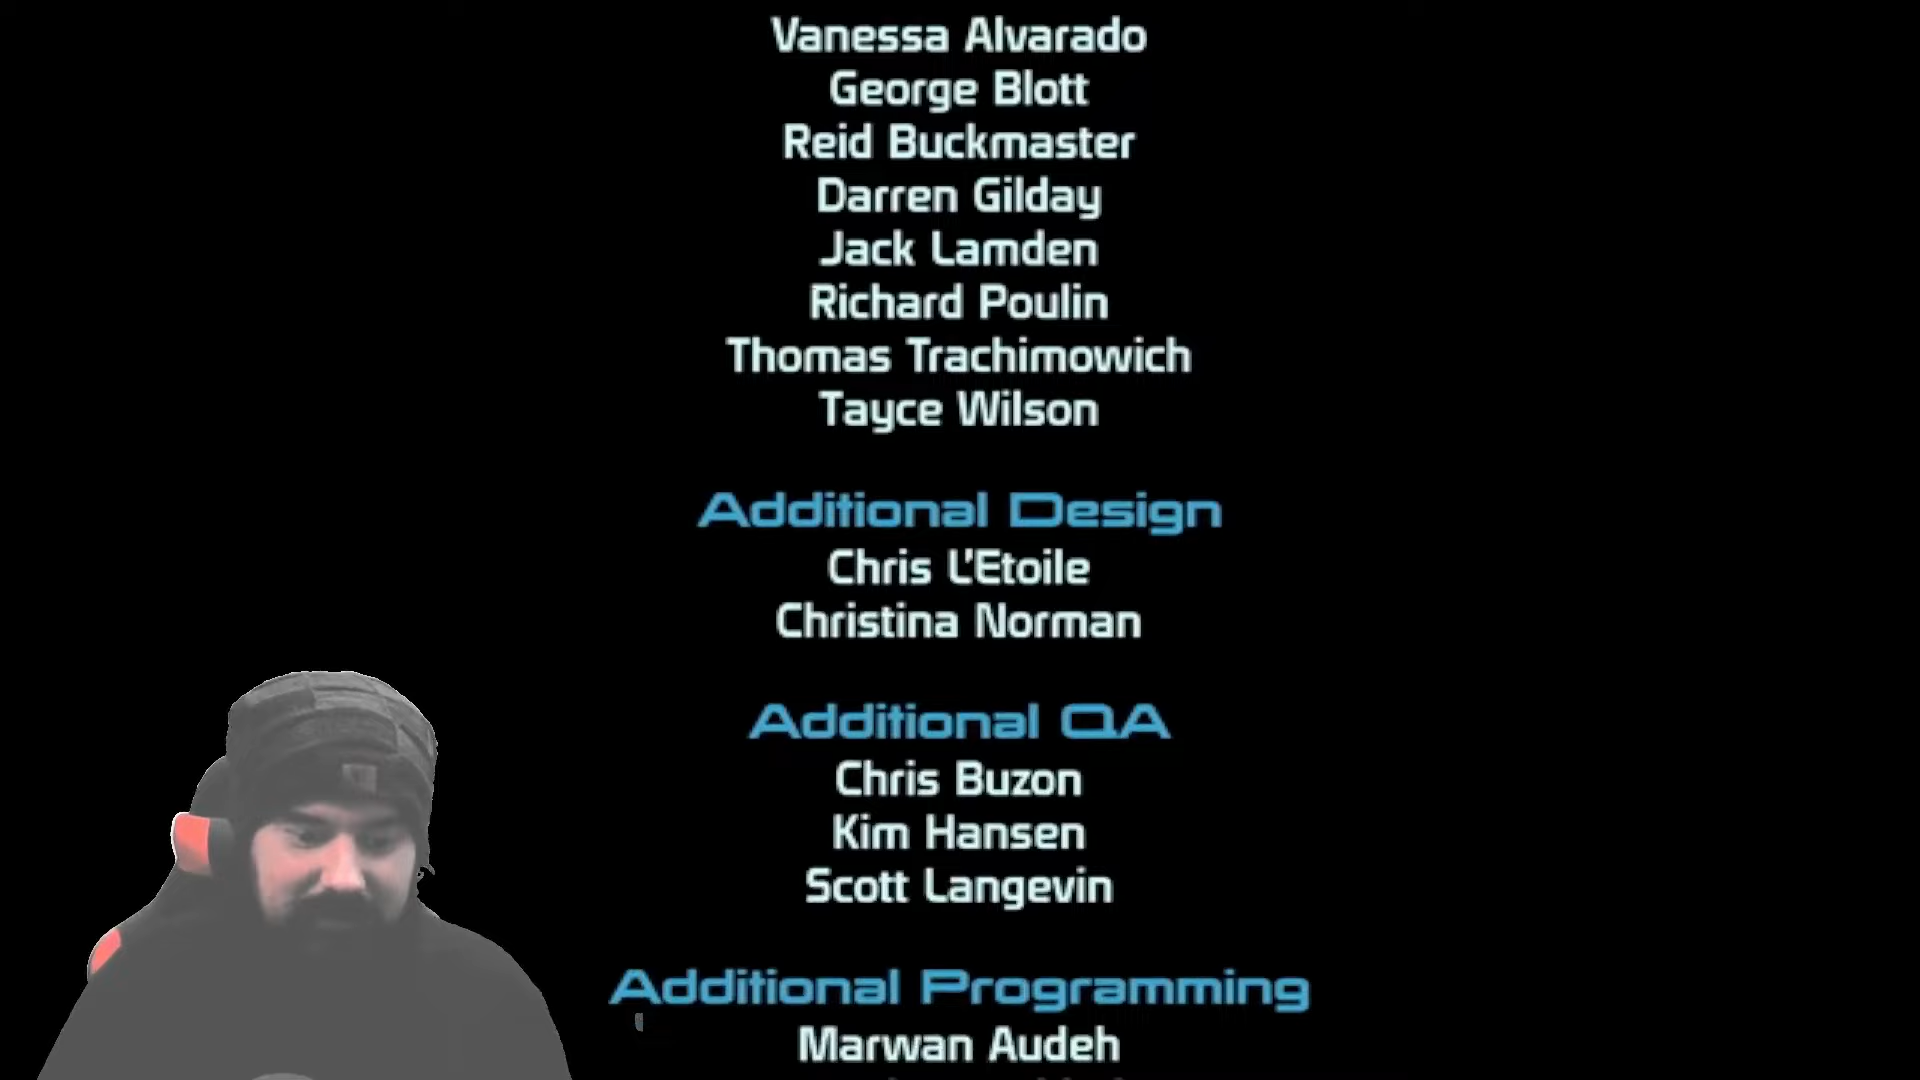 Vanessa Alvarado
George Blott
Reid Buckmaster
Darren Gilday
Jack Lamden
Richard Poulin
Thomas Trachimowich
Tayce Wilson
Additional Design
Chris L'Etoile
Christina Norman
Additional QA
Chris Buzon
Kim Hansen
Scott Langevin
Additional Programming
Marwan Audeh